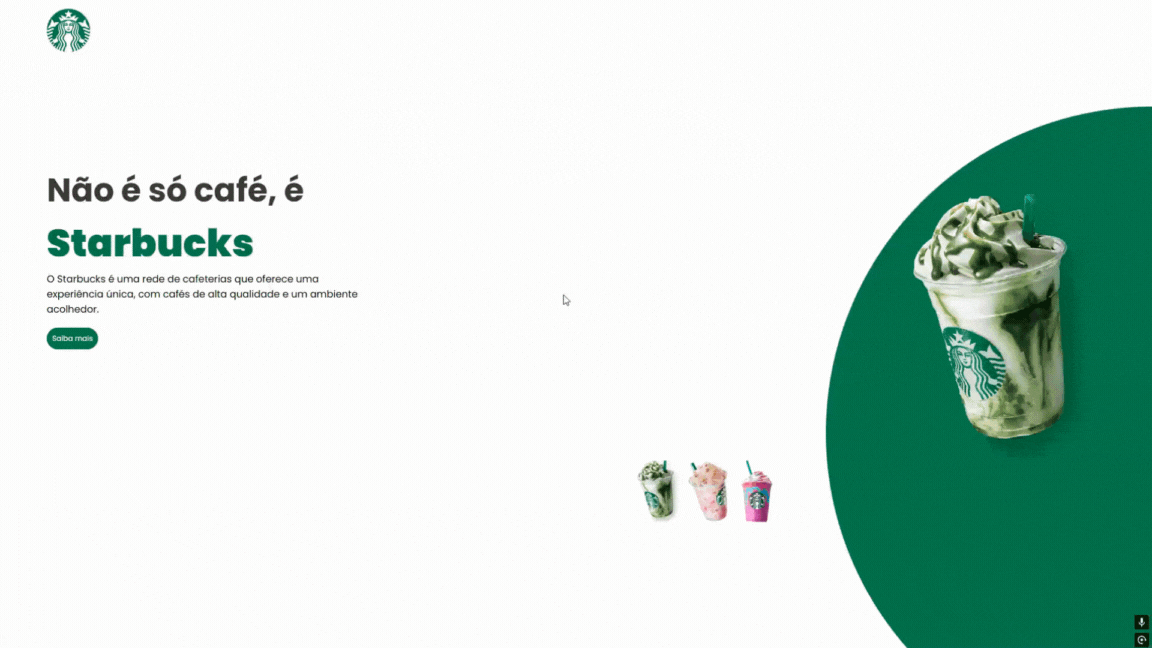 Não é só café, é
Starbucks
O Starbucks é uma rede de cafeterias que oferece uma
experiência única, com cafés de alta qualidade e um ambiente
acolhedor.
Saiba mais